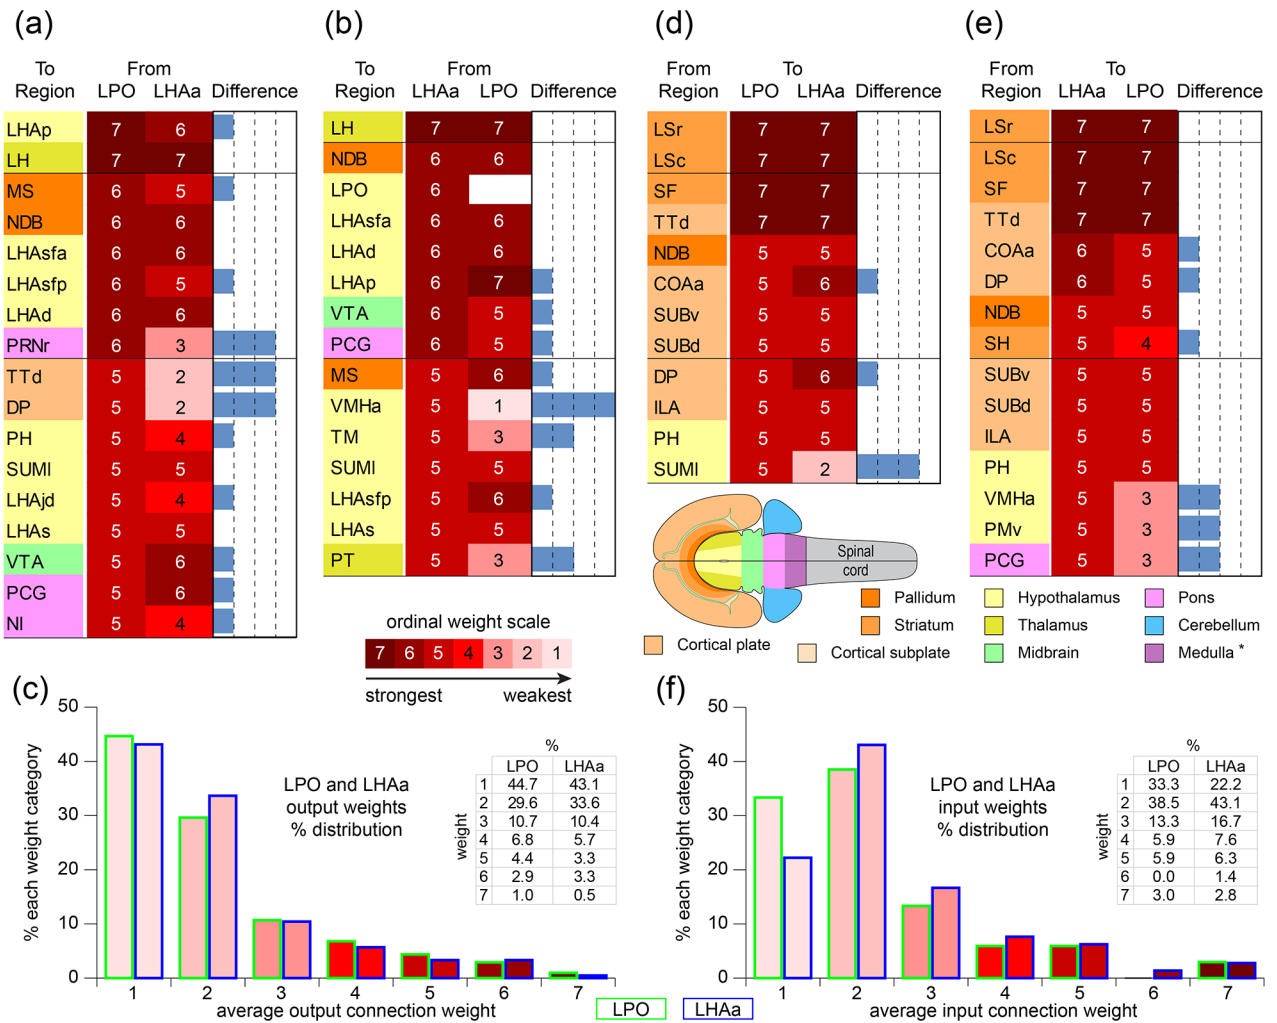 (a)
To From
Region LPO LHAa Difference
LHAp 7 6
LH 7 7
MS 6 5
NDB 6 6
LHAsfa 6 6
LHAsfp 6 5
LHAd 6 6
PRNr 6 3
TTd 5 2
DP 5 2
PH 5 4
SUMl 5 5
LHAjd 5 4
LHAs 5 5
VTA 5 6
PCG 5 6
NI 5 4
(b)
To From
Region LHAa LPO Difference
LH 7 7
NDB 6 6
LPO 6
LHAsfa 6 6
LHAd 6 6
LHAp 6 7
VTA 6 5
PCG 6 5
MS 5 6
VMHa 5 1
TM 5 3
SUMl 5 5
LHAsfp 5 6
LHAs 5 5
PT 5 3
ordinal weight scale
7 6 5 4 3 2 1
strongest weakest
(d)
From To
Region LPO LHAa Difference
LSr 7 7
LSc 7 7
SF 7 7
TTd 7 7
NDB 5 5
COAa 5 6
SUBv 5 5
SUBd 5 5
DP 5 6
ILA 5 5
PH 5 5
SUMl 5 2
(e)
From To
Region LHAa LPO Difference
LSr 7 7
LSc 7 7
SF 7 7
TTd 7 7
COAa 6 5
DP 6 5
NDB 5 5
SH 5 4
SUBv 5 5
SUBd 5 5
ILA 5 5
PH 5 5
VMHa 5 3
PMv 5 3
PCG 5 3
Spinal
cord
Pallidum Hypothalamus Pons
Striatum Thalamus Cerebellum
Cortical plate Cortical subplate Midbrain Medulla *
(c)
% each weight category
50
40
30
20
10
0
LPO and LHAa
output weights
% distribution
%
LPO LHAa
weight
1 44.7 43.1
2 29.6 33.6
3 10.7 10.4
4 6.8 5.7
5 4.4 3.3
6 2.9 3.3
7 1.0 0.5
1 2 3 4 5 6 7
average output connection weight
LPO LHAa
(f)
% each weight category
50
40
30
20
10
0
LPO and LHAa
input weights
% distribution
%
LPO LHAa
weight
1 33.3 22.2
2 38.5 43.1
3 13.3 16.7
4 5.9 7.6
5 5.9 6.3
6 0.0 1.4
7 3.0 2.8
1 2 3 4 5 6 7
average input connection weight